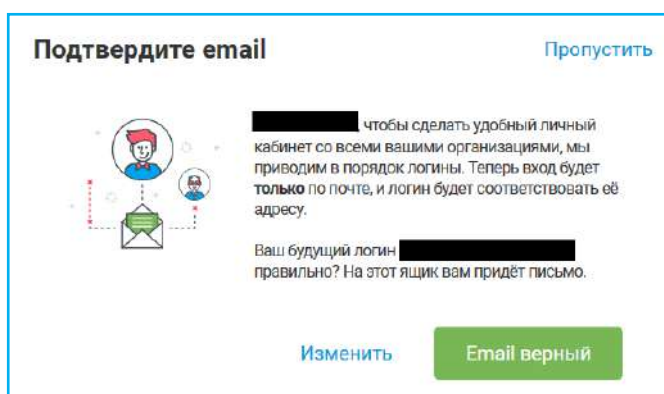 Подтвердите email
Пропустить
, чтобы сделать удобный личный
кабинет со всеми вашими организациями, мы
приводим в порядок логины. Теперь вход будет
только по почте, и логин будет соответствовать её
адресу.
Ваш будущий логин
правильно? На этот ящик вам придёт письмо.
Изменить
Email верный